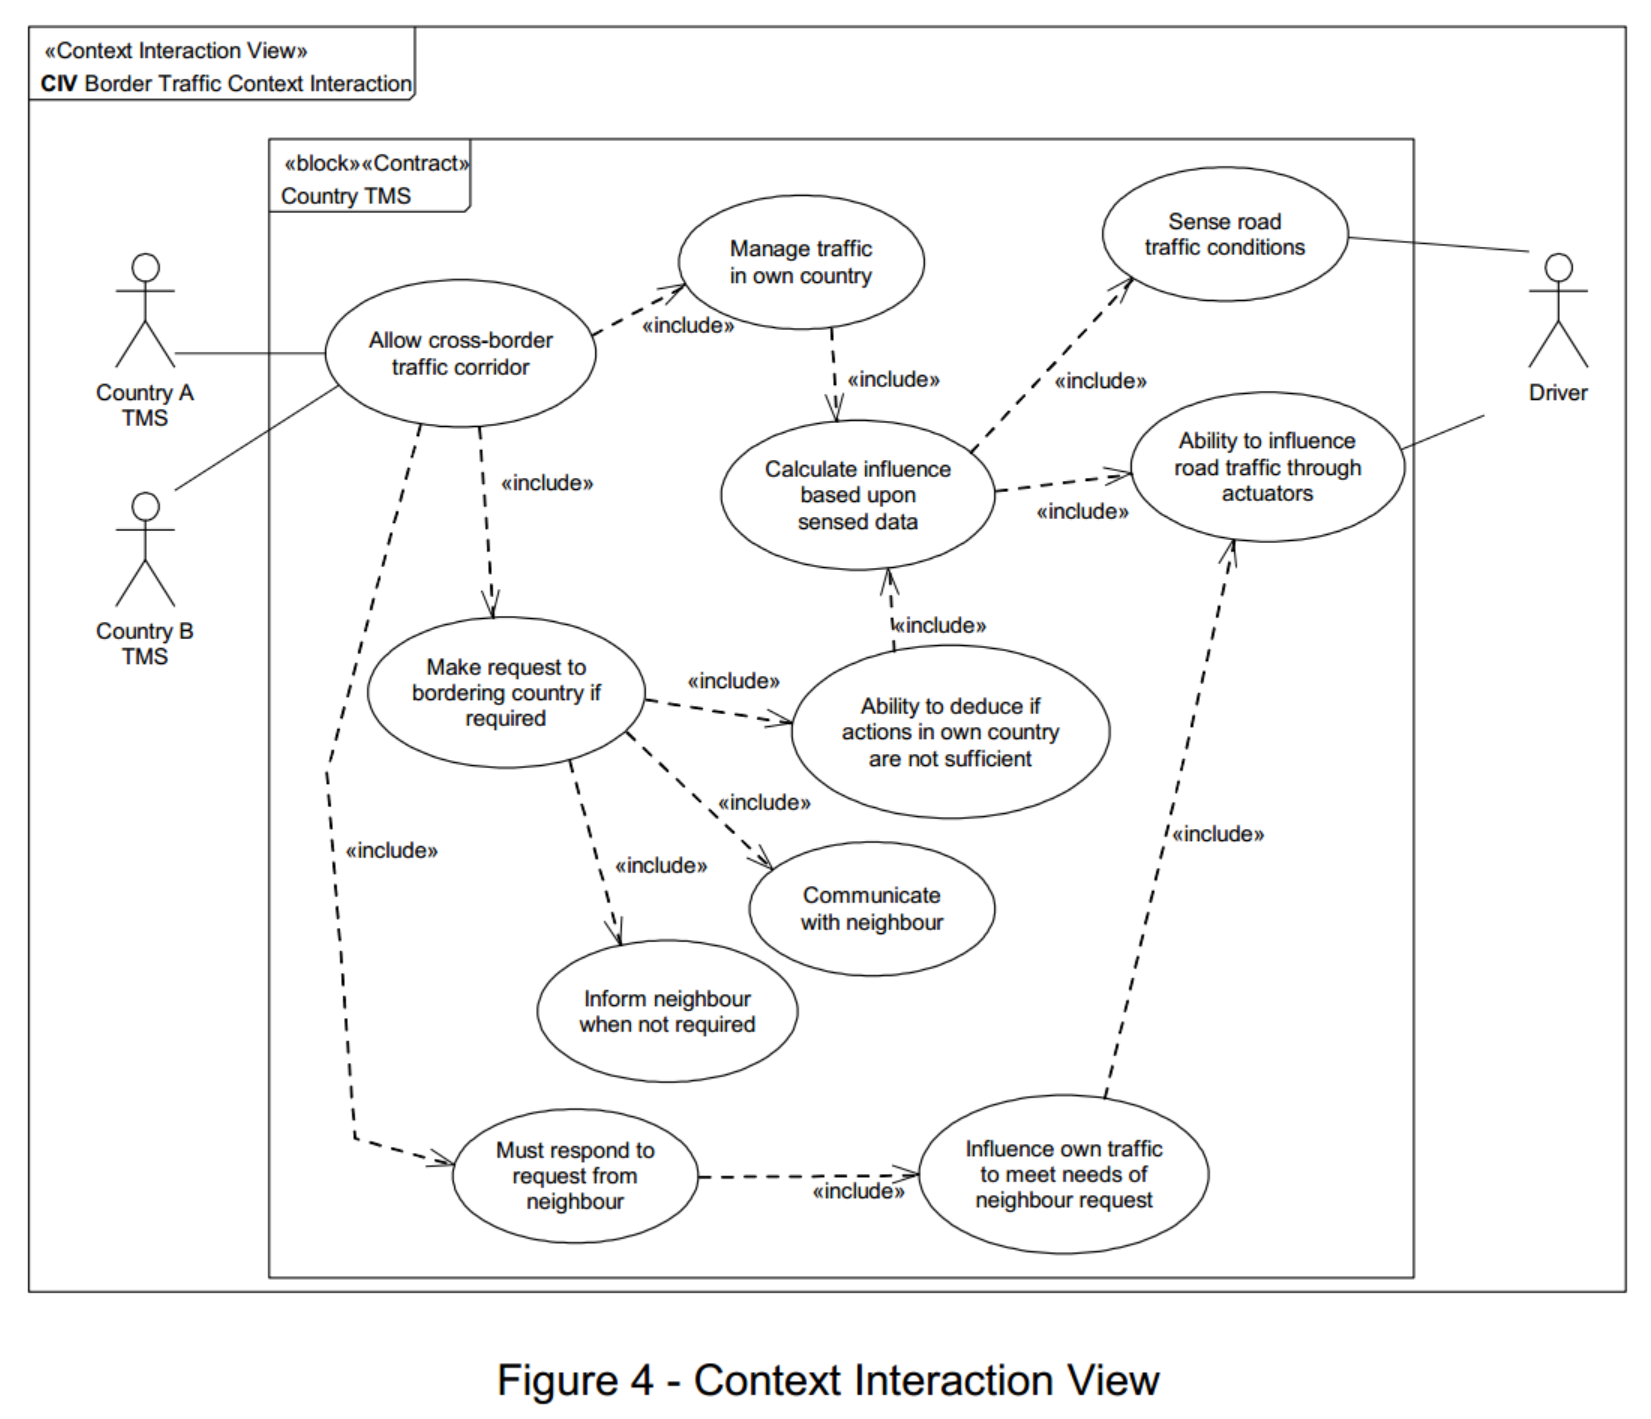 «Context Interaction View»
CIV Border Traffic Context Interaction
«block»«Contract»
Country TMS
Sense road
traffic conditions
Manage traffic
in own country
Allow cross-border
traffic corridor
«include»
Country A
TMS
Driver
«include»
«include»
Ability to influence
road traffic through
actuators
Calculate influence
based upon
sensed data
«include»
«include»
Country B
TMS
«include»
Make request to
bordering country if
required
«include»
Ability to deduce if
actions in own country
are not sufficient
«include»
«include»
«include»
«include»
Communicate
with neighbour
Inform neighbour
when not required
Must respond to
request from
neighbour
«include»
Influence own traffic
to meet needs of
neighbour request
Figure 4 - Context Interaction View